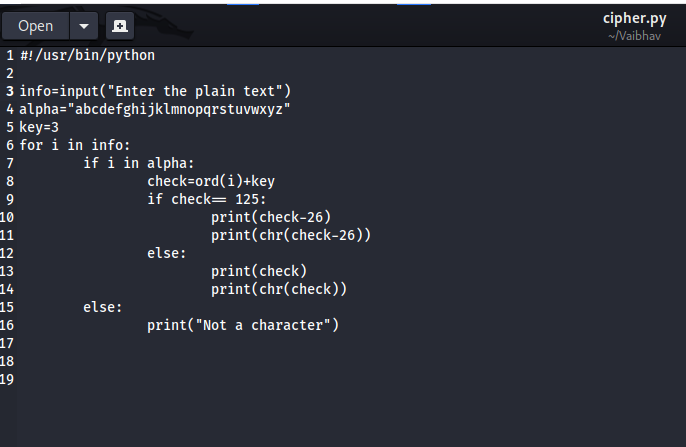 Open
cipher.py
~/Vaibhav
1 #!/usr/bin/python
2
3 info=input("Enter the plain text")
4 alpha="abcdefghijklmnopqrstuvwxyz"
5 key=3
6 for i in info:
7         if i in alpha:
8                 check=ord(i)+key
9                 if check== 125:
10                         print(check-26)
11                         print(chr(check-26))
12                 else:
13                         print(check)
14                         print(chr(check))
15         else:
16                 print("Not a character")
17
18
19